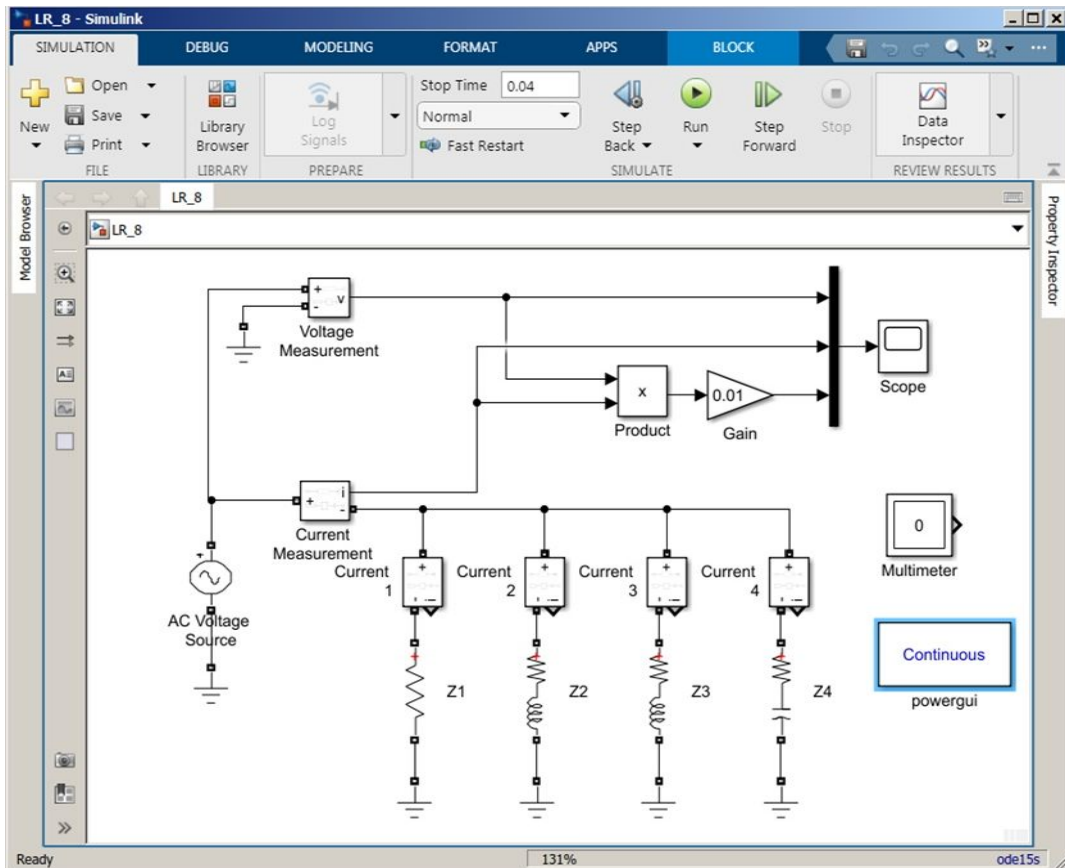 LR_8 - Simulink
SIMULATION DEBUG MODELING FORMAT APPS BLOCK
New
Open
Save
Print
FILE
Library
Browser
LIBRARY
Log
Signals
PREPARE
Stop Time 0.04
Normal
Fast Restart
Step
Back
Run
Step
Forward
Stop
SIMULATE
Data
Inspector
REVIEW RESULTS
Model Browser
LR_8
Property Inspector
LR_8
+
-
v
Voltage
Measurement
x
Product
0.01
Gain
Scope
+
i
-
Current
Measurement
+
AC Voltage
Source
Current
1
+
-i
Current
2
+
-i
Current
3
+
-i
Current
4
+
-i
0
Multimeter
+
Z1
+
Z2
+
Z3
+
Z4
Continuous
powergui
Ready 131% ode15s